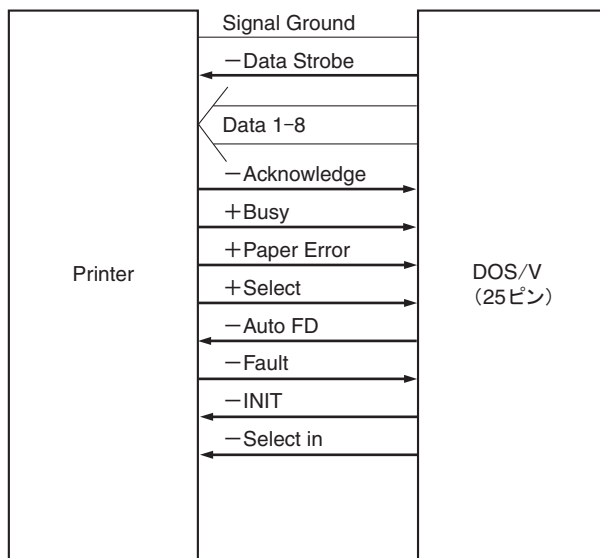 Signal Ground
−Data Strobe
Data 1−8
−Acknowledge
+Busy
+Paper Error
Printer
+Select
DOS/V
（25ピン）
−Auto FD
−Fault
−INIT
−Select in